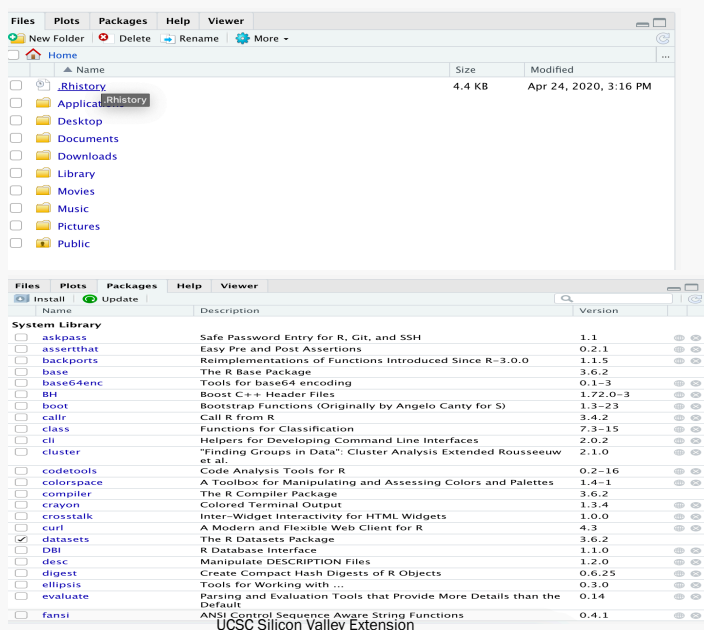 Files Plots Packages Help Viewer
New Folder Delete Rename More
Home ...
Name Size Modified
.Rhistory 4.4 KB Apr 24, 2020, 3:16 PM
Applications
.Rhistory
Desktop
Documents
Downloads
Library
Movies
Music
Pictures
Public
Files Plots Packages Help Viewer
Install Update
Name Description Version
System Library
askpass Safe Password Entry for R, Git, and SSH 1.1
assertthat Easy Pre and Post Assertions 0.2.1
backports Reimplementations of Functions Introduced Since R-3.0.0 1.1.5
base The R Base Package 3.6.2
base64enc Tools for base64 encoding 0.1-3
BH Boost C++ Header Files 1.72.0-3
boot Bootstrap Functions (Originally by Angelo Canty for S) 1.3-23
callr Call R from R 3.4.2
class Functions for Classification 7.3-15
cli Helpers for Developing Command Line Interfaces 2.0.2
cluster "Finding Groups in Data": Cluster Analysis Extended Rousseeuw 2.1.0
et al.
codetools Code Analysis Tools for R 0.2-16
colorspace A Toolbox for Manipulating and Assessing Colors and Palettes 1.4-1
compiler The R Compiler Package 3.6.2
crayon Colored Terminal Output 1.3.4
crosstalk Inter-Widget Interactivity for HTML Widgets 1.0.0
curl A Modern and Flexible Web Client for R 4.3
datasets The R Datasets Package 3.6.2
DBI R Database Interface 1.1.0
desc Manipulate DESCRIPTION Files 1.2.0
digest Create Compact Hash Digests of R Objects 0.6.25
ellipsis Tools for Working with ... 0.3.0
evaluate Parsing and Evaluation Tools that Provide More Details than the 0.14
Default
fansi ANSI Control Sequence Aware String Functions 0.4.1
UCSC Silicon Valley Extension